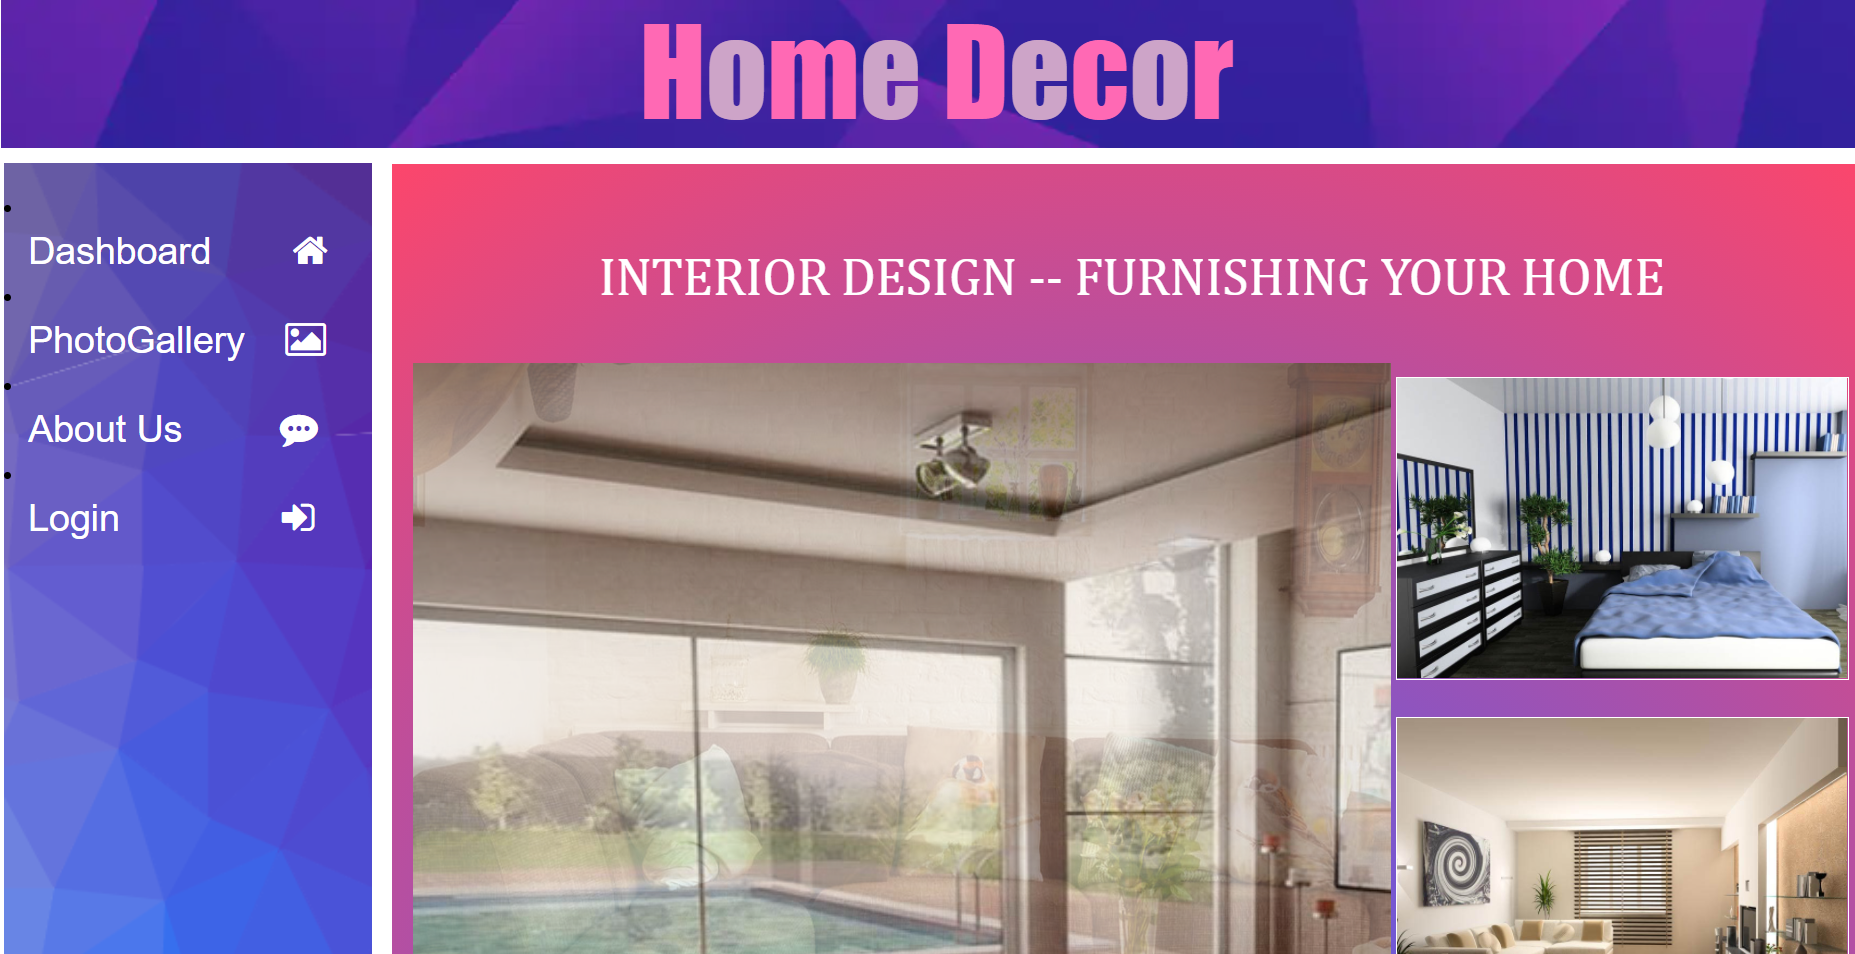 Home Decor
Dashboard
PhotoGallery
About Us
Login
INTERIOR DESIGN -- FURNISHING YOUR HOME